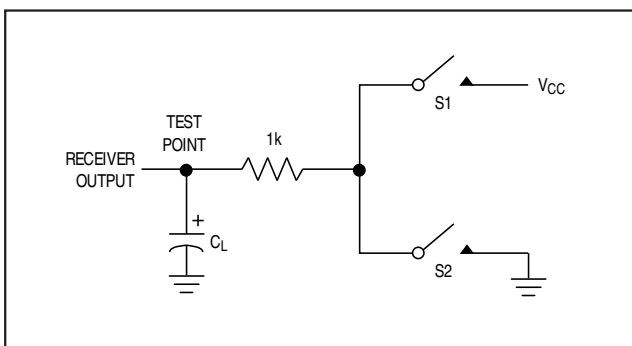 RECEIVER
OUTPUT
TEST
POINT
1k
+
CL
S1
VCC
S2